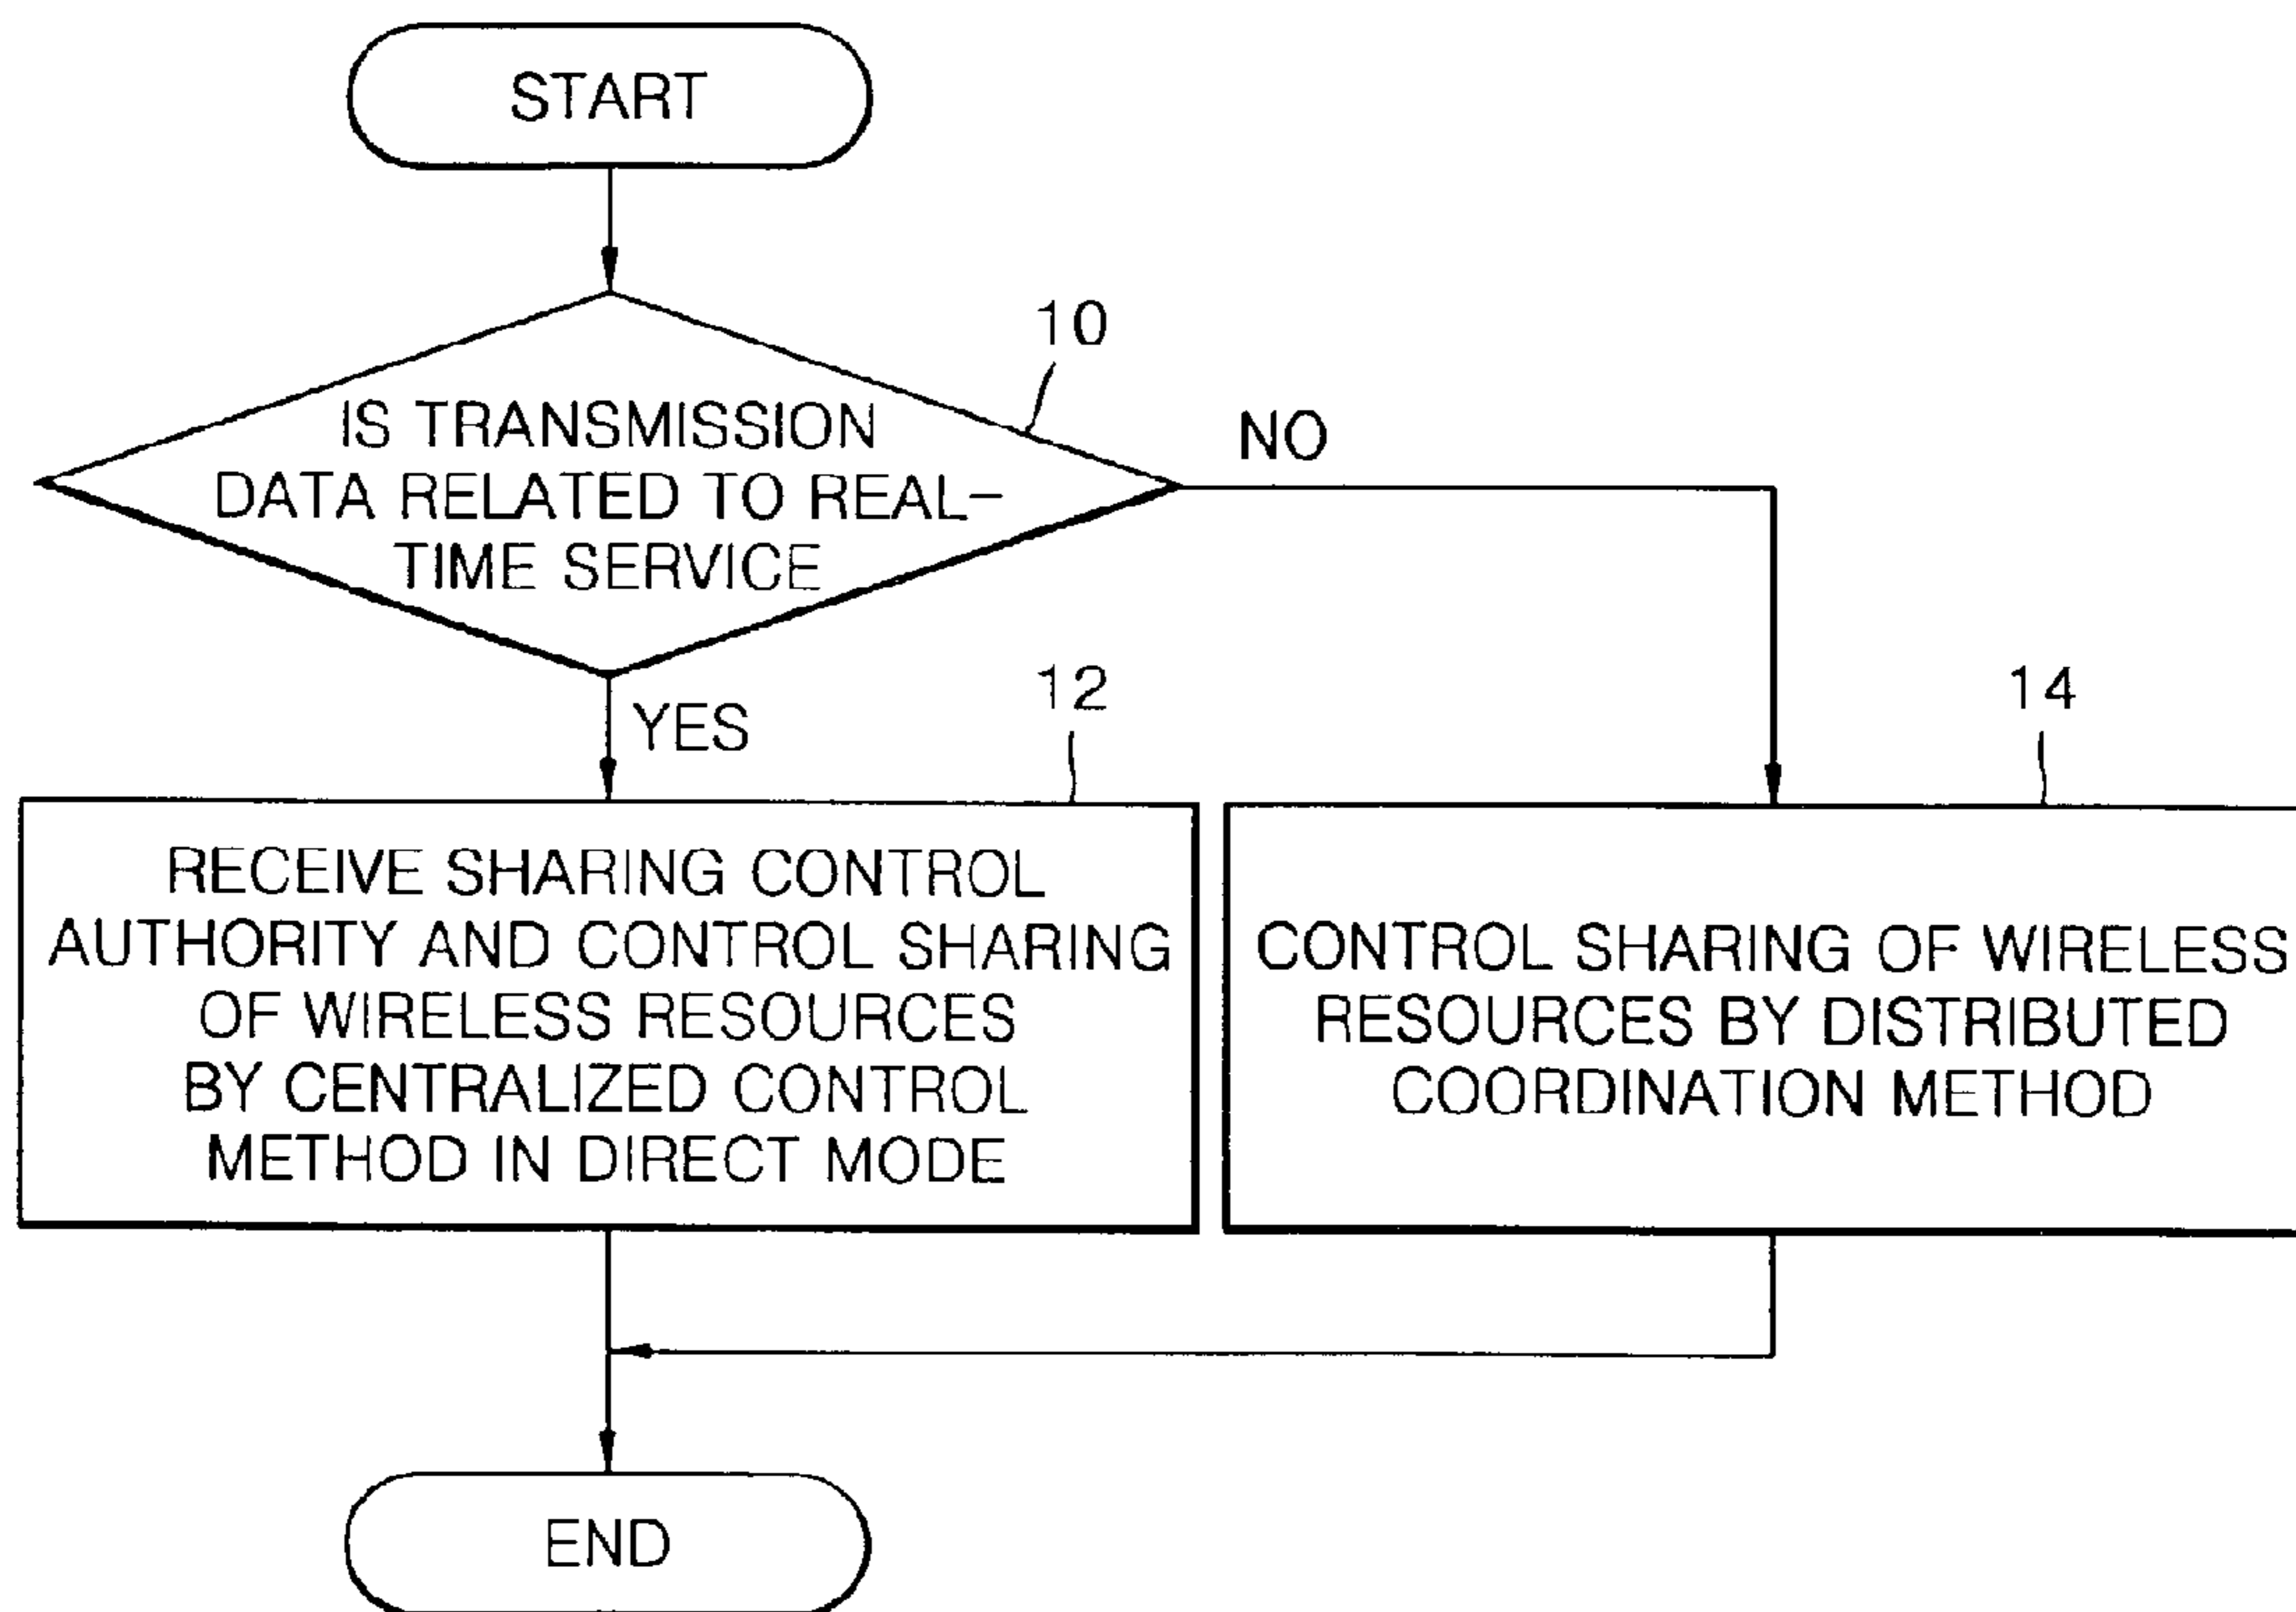 START
10
IS TRANSMISSION
DATA RELATED TO REAL-
TIME SERVICE
NO
YES
12
RECEIVE SHARING CONTROL
AUTHORITY AND CONTROL SHARING
OF WIRELESS RESOURCES
BY CENTRALIZED CONTROL
METHOD IN DIRECT MODE
14
CONTROL SHARING OF WIRELESS
RESOURCES BY DISTRIBUTED
COORDINATION METHOD
END